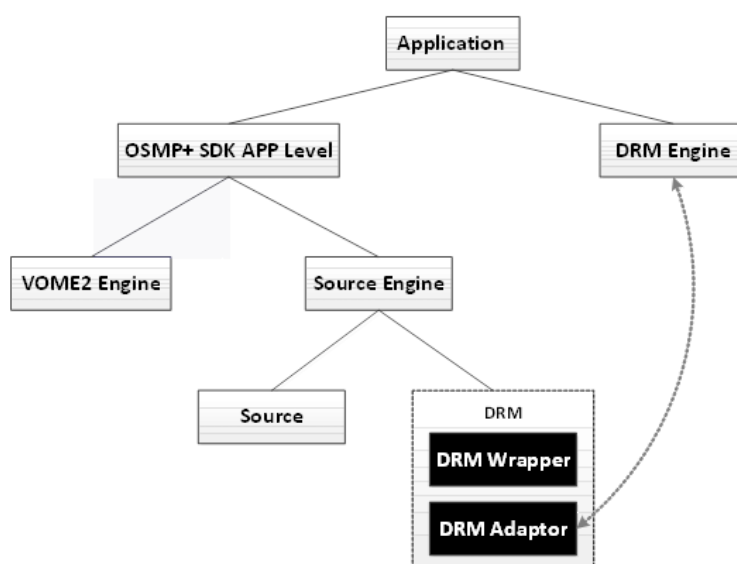 Application
OSMP+ SDK APP Level
DRM Engine
VOME2 Engine
Source Engine
Source
DRM
DRM Wrapper
DRM Adaptor